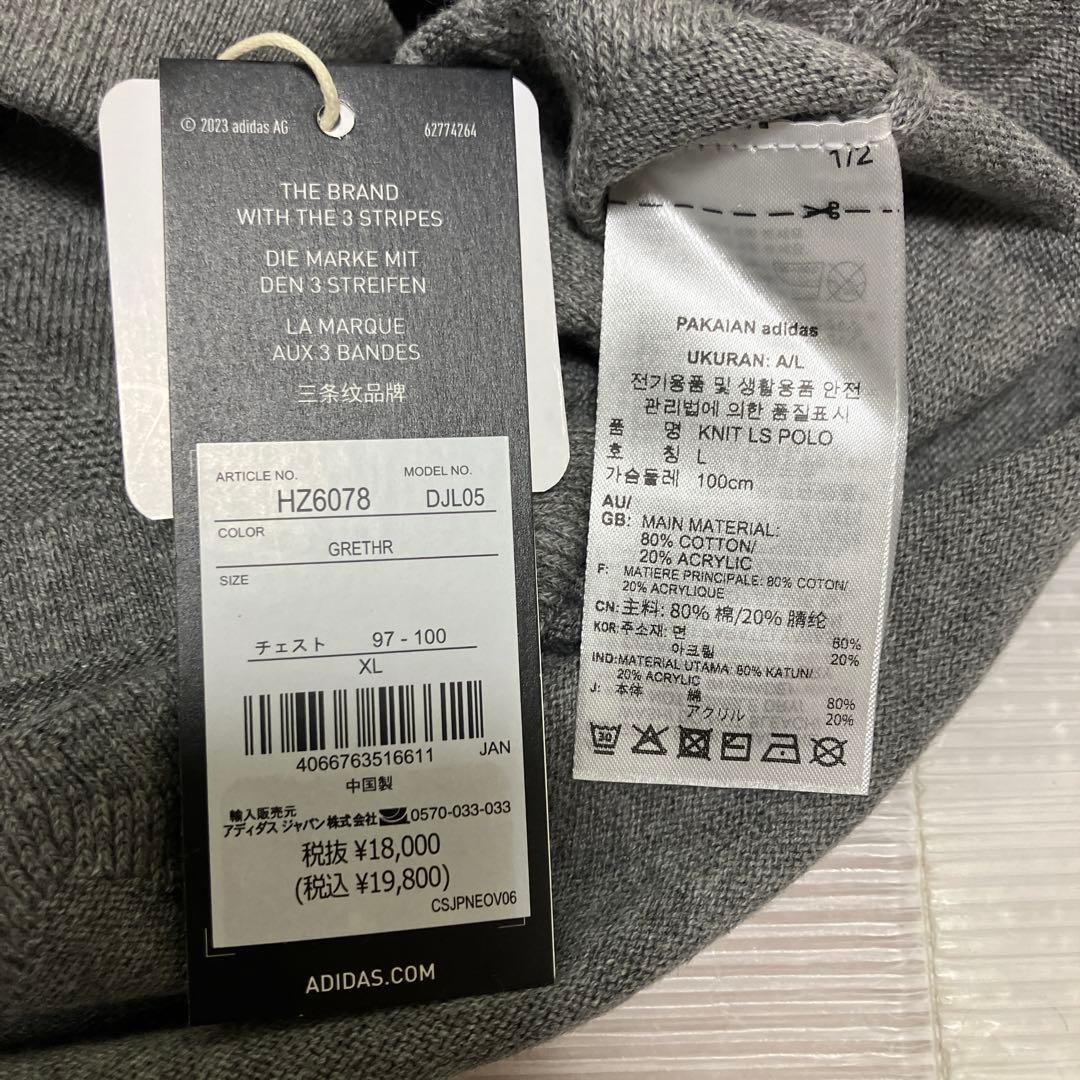 © 2023 adidas AG 62774264
THE BRAND
WITH THE 3 STRIPES
DIE MARKE MIT
DEN 3 STREIFEN
LA MARQUE
AUX 3 BANDES
三条纹品牌
ARTICLE NO. MODEL NO.
HZ6078 DJL05
COLOR
GRETHR
SIZE
チェスト 97 - 100
XL
4066763516611 JAN
中国製
輸入販売元
アディダス ジャパン株式会社 0570-033-033
税抜 ¥18,000
(税込 ¥19,800)
CSJPNEOV06
ADIDAS.COM
1/2
PAKAIAN adidas
UKURAN: A/L
전기용품 및 생활용품 안전
관리법에 의한 품질표시
품 명 KNIT LS POLO
호 칭 L
가슴둘레 100cm
AU/
GB: MAIN MATERIAL:
80% COTTON/
20% ACRYLIC
F: MATIERE PRINCIPALE: 80% COTON/
20% ACRYLIQUE
CN: 主料: 80% 棉/20% 腈纶
KOR: 주소재: 면 80%
아크릴 20%
IND: MATERIAL UTAMA: 80% KATUN/
20% ACRYLIC
J: 本体 綿 80%
アクリル 20%
30